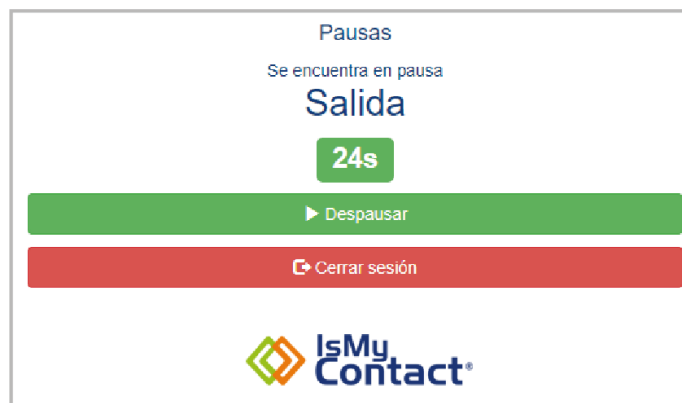 Pausas
Se encuentra en pausa
Salida
24s
Despausar
Cerrar sesión
IsMy
Contact®